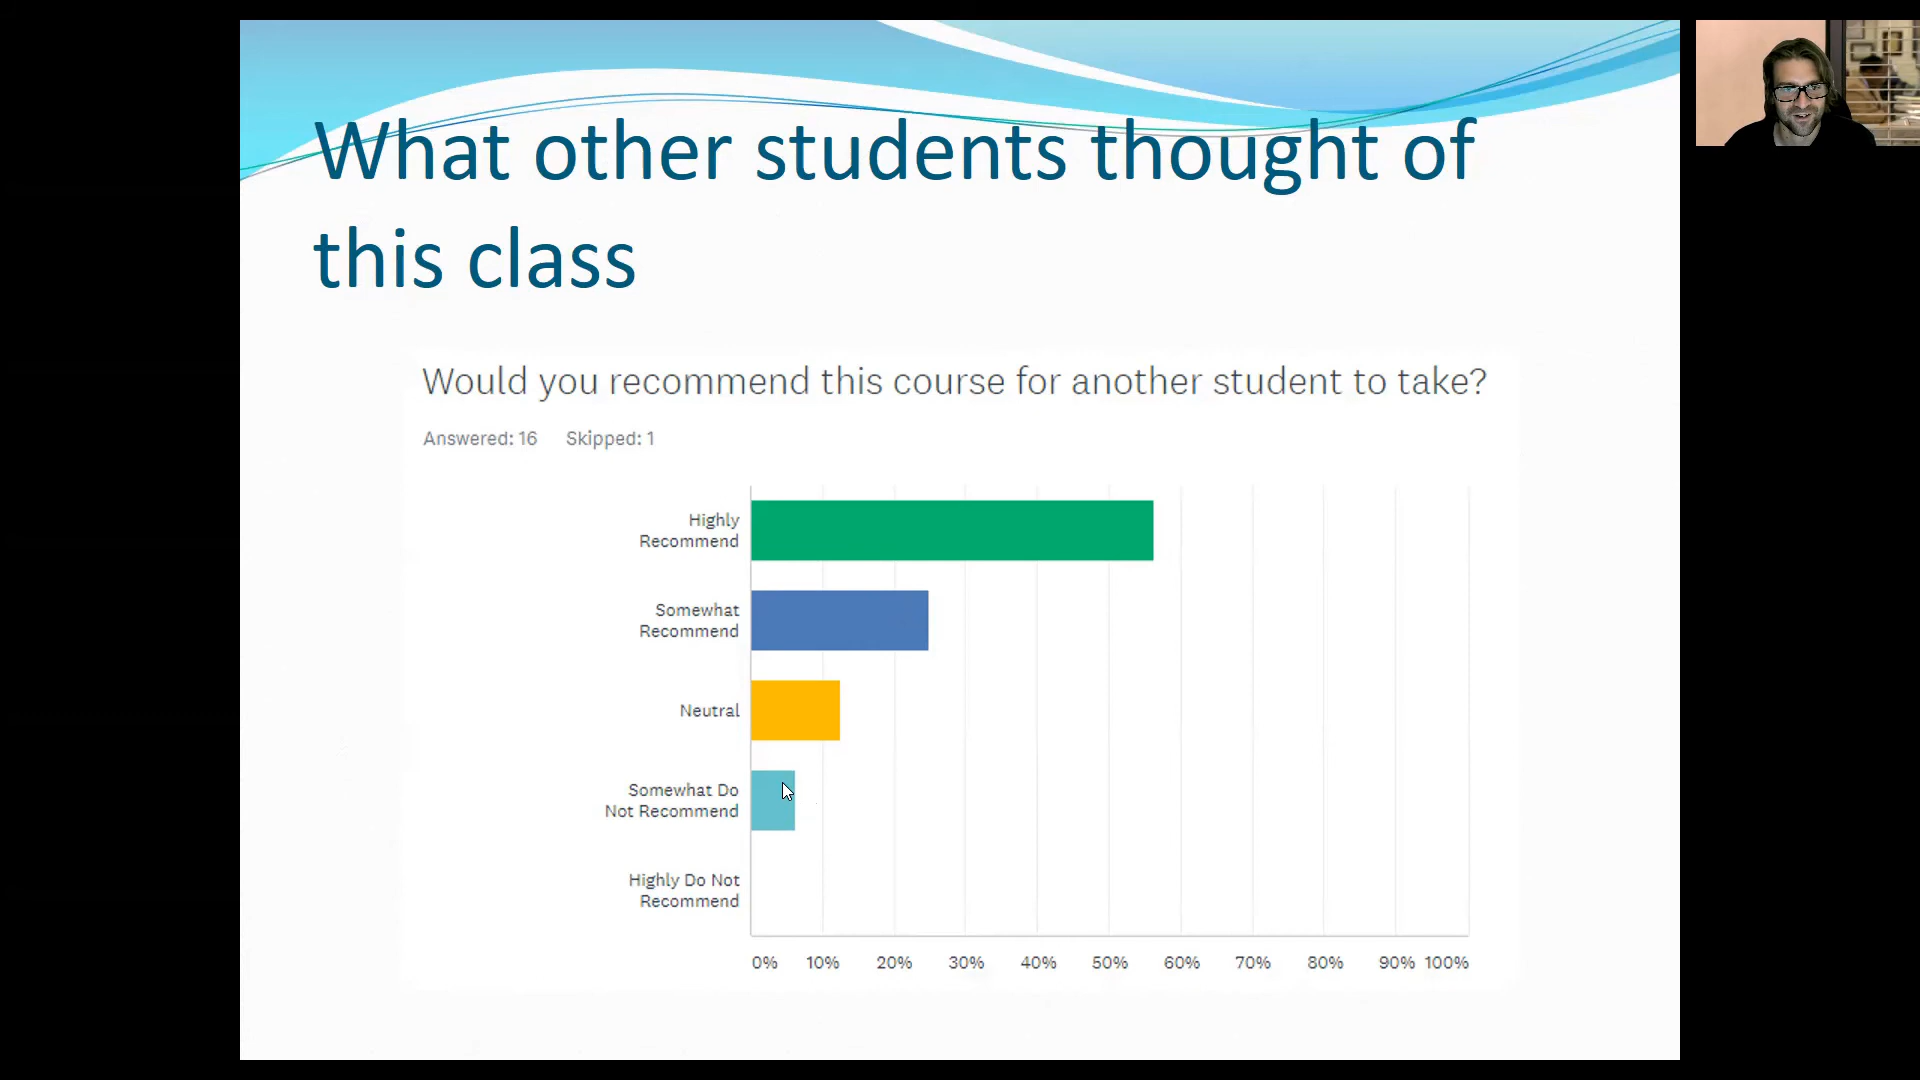 What other students thought of
this class
Would you recommend this course for another student to take?
Answered: 16 Skipped: 1
Highly
Recommend
Somewhat
Recommend
Neutral
Somewhat Do
Not Recommend
Highly Do Not
Recommend
0% 10% 20% 30% 40% 50% 60% 70% 80% 90% 100%